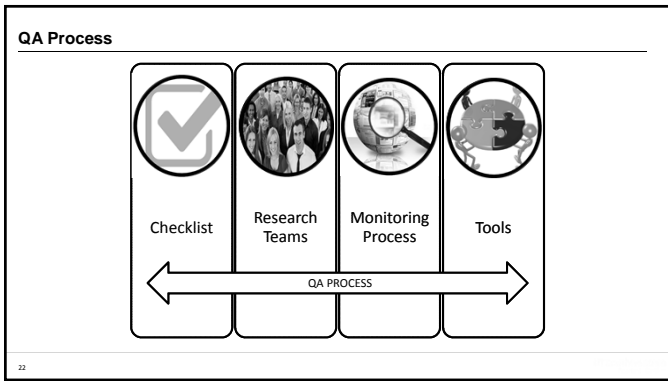 QA Process
Checklist
Research
Teams
Monitoring
Process
Tools
QA PROCESS
22